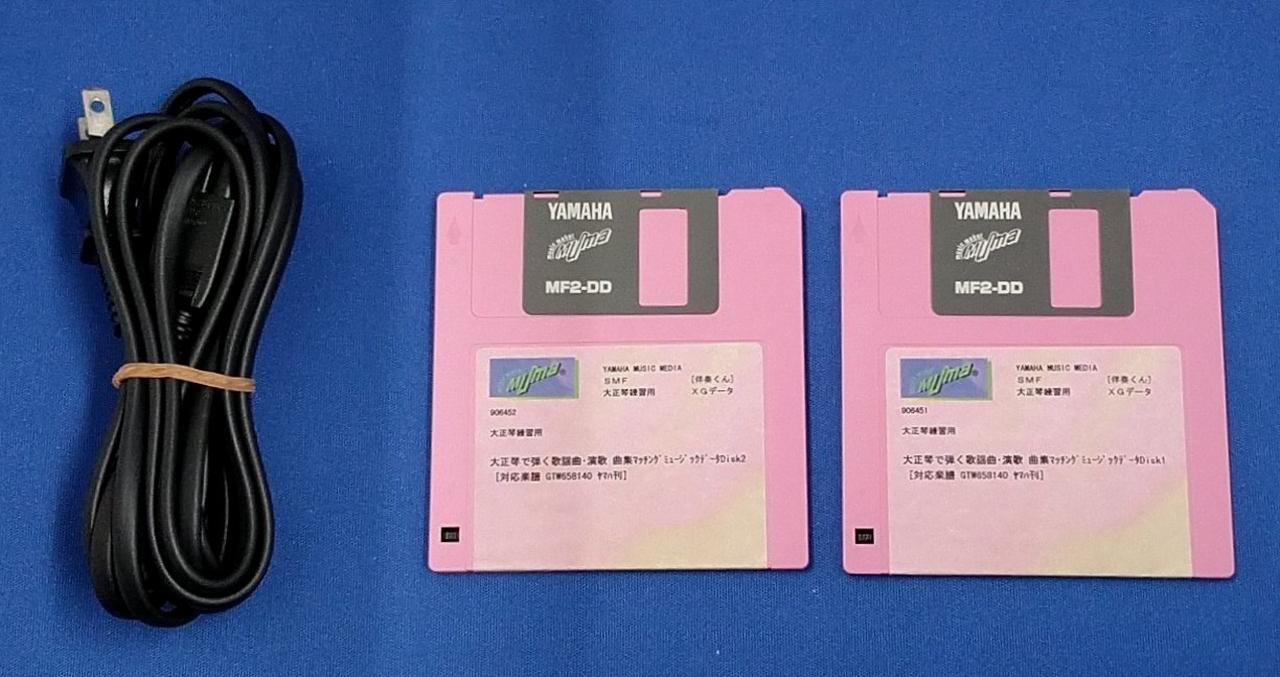 YAMAHA
music maker
MUma
MF2-DD
MUma®
YAMAHA MUSIC MEDIA
SMF [伴奏くん]
大正琴練習用 XGデータ
906452
大正琴練習用
大正琴で弾く歌謡曲・演歌 曲集マッチングミュージックデータDisk2
[対応楽譜 GTW658140 ヤマハ刊]
YAMAHA
music maker
MUma
MF2-DD
MUma®
YAMAHA MUSIC MEDIA
SMF [伴奏くん]
大正琴練習用 XGデータ
906451
大正琴練習用
大正琴で弾く歌謡曲・演歌 曲集マッチングミュージックデータDisk1
[対応楽譜 GTW658140 ヤマハ刊]